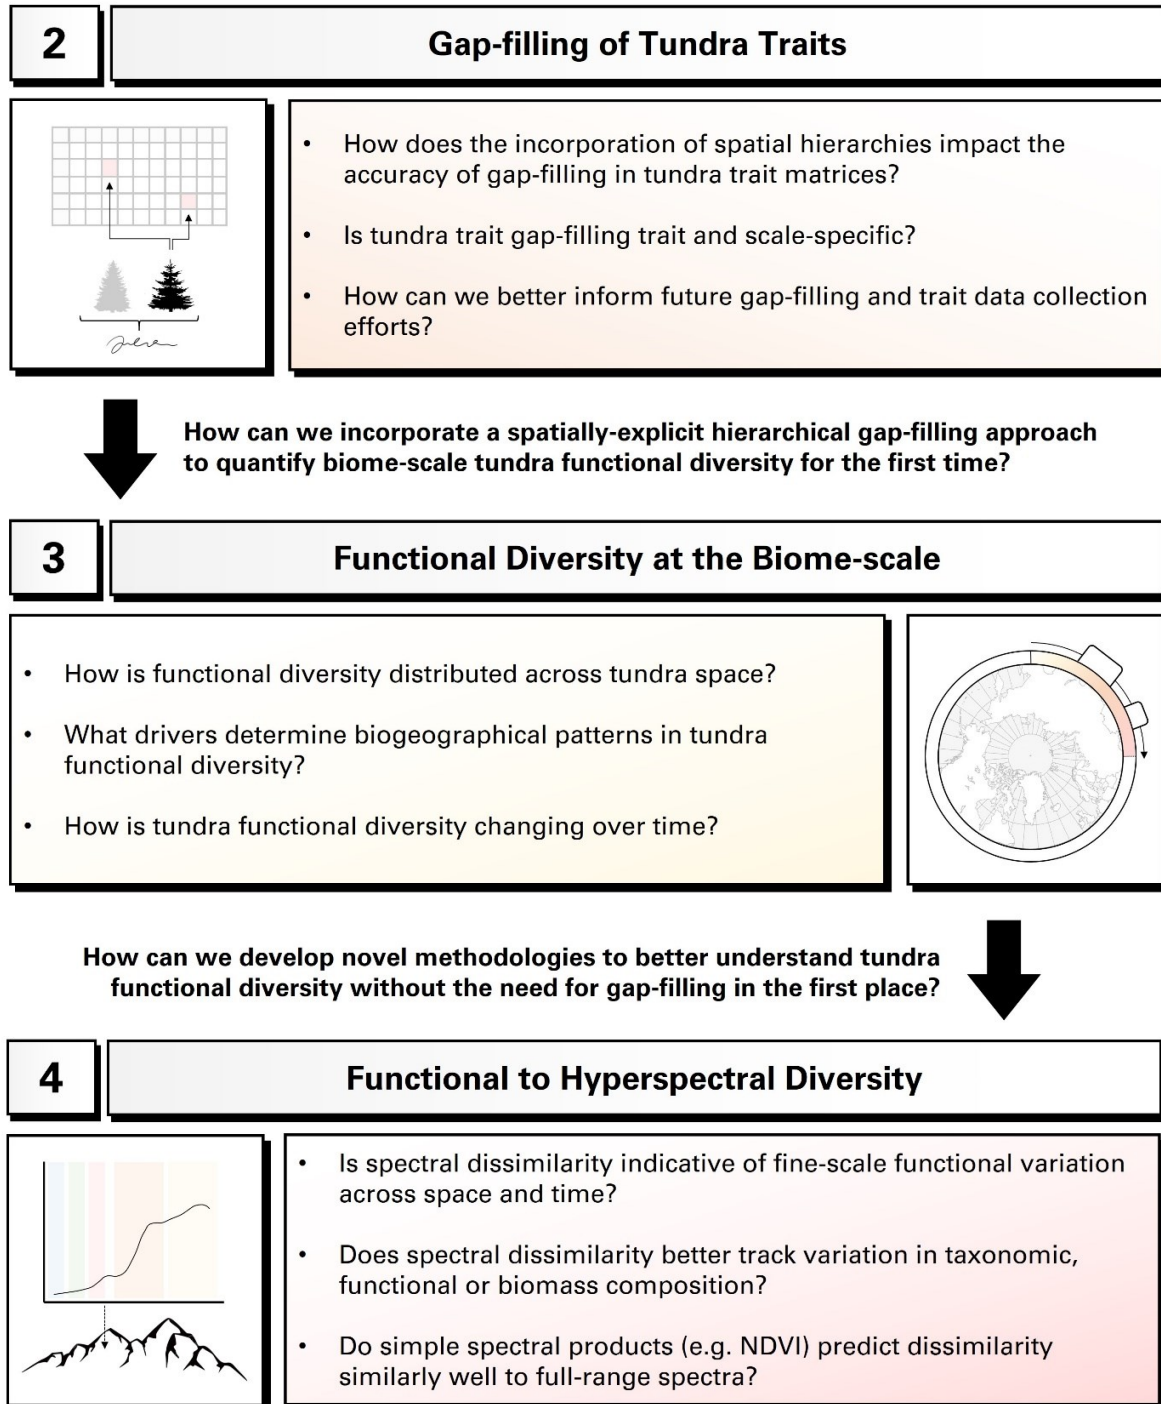 2
Gap-filling of Tundra Traits
• How does the incorporation of spatial hierarchies impact the
accuracy of gap-filling in tundra trait matrices?
• Is tundra trait gap-filling trait and scale-specific?
• How can we better inform future gap-filling and trait data collection
efforts?
How can we incorporate a spatially-explicit hierarchical gap-filling approach
to quantify biome-scale tundra functional diversity for the first time?
3
Functional Diversity at the Biome-scale
• How is functional diversity distributed across tundra space?
• What drivers determine biogeographical patterns in tundra
functional diversity?
• How is tundra functional diversity changing over time?
How can we develop novel methodologies to better understand tundra
functional diversity without the need for gap-filling in the first place?
4
Functional to Hyperspectral Diversity
• Is spectral dissimilarity indicative of fine-scale functional variation
across space and time?
• Does spectral dissimilarity better track variation in taxonomic,
functional or biomass composition?
• Do simple spectral products (e.g. NDVI) predict dissimilarity
similarly well to full-range spectra?